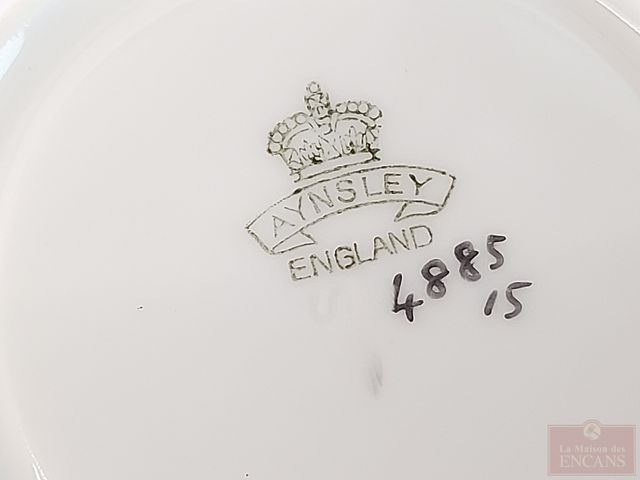 AYNSLEY
ENGLAND
4885
15
La Maison des
ENCANS